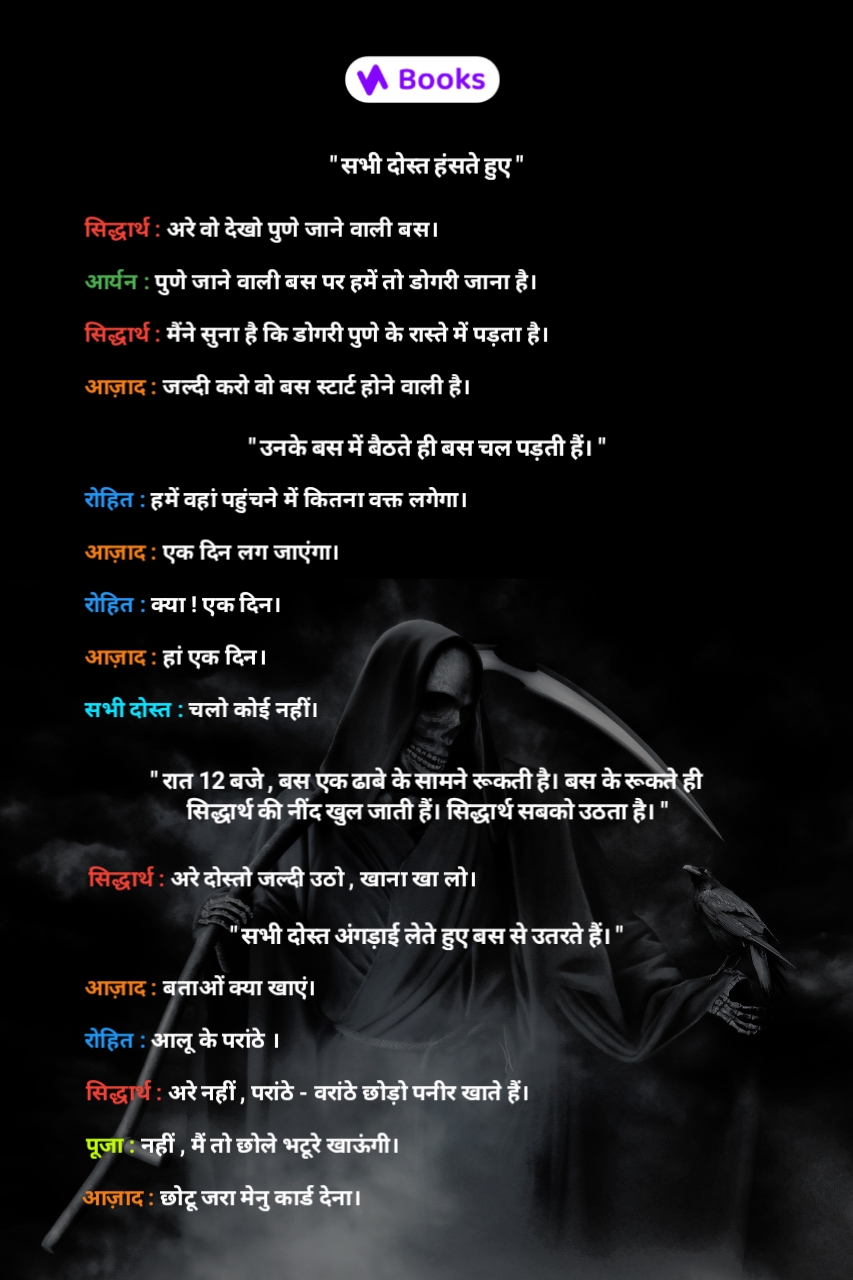 Books
" सभी दोस्त हंसते हुए "
सिद्धार्थ : अरे वो देखो पुणे जाने वाली बस।
आर्यन : पुणे जाने वाली बस पर हमें तो डोगरी जाना है।
सिद्धार्थ : मैंने सुना है कि डोगरी पुणे के रास्ते में पड़ता है।
आज़ाद : जल्दी करो वो बस स्टार्ट होने वाली है।
" उनके बस में बैठते ही बस चल पड़ती हैं। "
रोहित : हमें वहां पहुंचने में कितना वक्त लगेगा।
आज़ाद : एक दिन लग जाएंगा।
रोहित : क्या ! एक दिन।
आज़ाद : हां एक दिन।
सभी दोस्त : चलो कोई नहीं।
" रात 12 बजे , बस एक ढाबे के सामने रूकती है। बस के रूकते ही
सिद्धार्थ की नींद खुल जाती हैं। सिद्धार्थ सबको उठता है। "
सिद्धार्थ : अरे दोस्तो जल्दी उठो , खाना खा लो।
" सभी दोस्त अंगड़ाई लेते हुए बस से उतरते हैं। "
आज़ाद : बताओं क्या खाएं।
रोहित : आलू के परांठे ।
सिद्धार्थ : अरे नहीं , परांठे - वरांठे छोड़ो पनीर खाते हैं।
पूजा : नहीं , मैं तो छोले भटूरे खाऊंगी।
आज़ाद : छोटू जरा मेनु कार्ड देना।